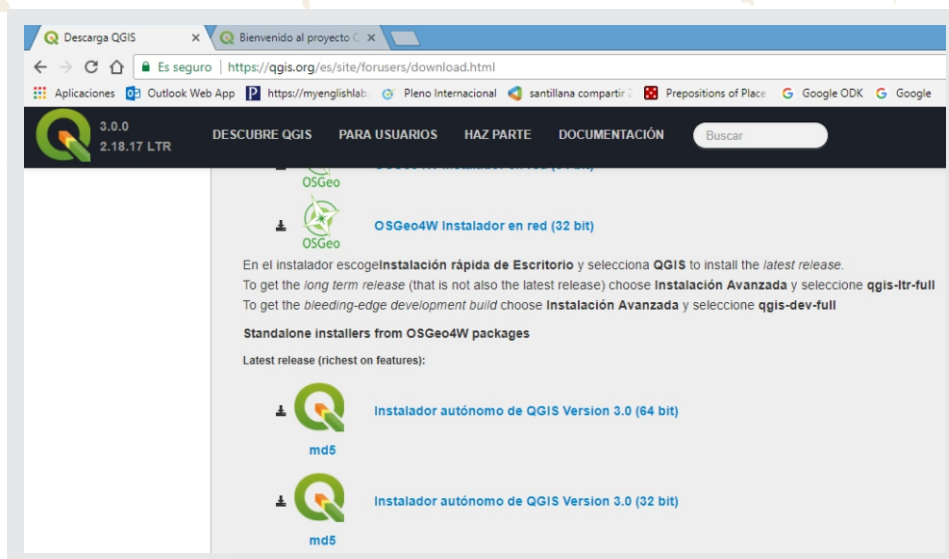 Descarga QGIS
Bienvenido al proyecto
Es seguro https://qgis.org/es/site/forusers/download.html
Aplicaciones Outlook Web App https://myenglishlab. Pleno Internacional santillana compartir Prepositions of Place Google ODK Google
3.0.0
2.18.17 LTR
DESCUBRE QGIS PARA USUARIOS HAZ PARTE DOCUMENTACIÓN Buscar
OSGeo
OSGeo4W Instalador en red (32 bit)
OSGeo
En el instalador escogeInstalación rápida de Escritorio y selecciona QGIS to install the latest release.
To get the long term release (that is not also the latest release) choose Instalación Avanzada y seleccione qgis-ltr-full
To get the bleeding-edge development build choose Instalación Avanzada y seleccione qgis-dev-full
Standalone installers from OSGeo4W packages
Latest release (richest on features):
Instalador autónomo de QGIS Version 3.0 (64 bit)
md5
Instalador autónomo de QGIS Version 3.0 (32 bit)
md5